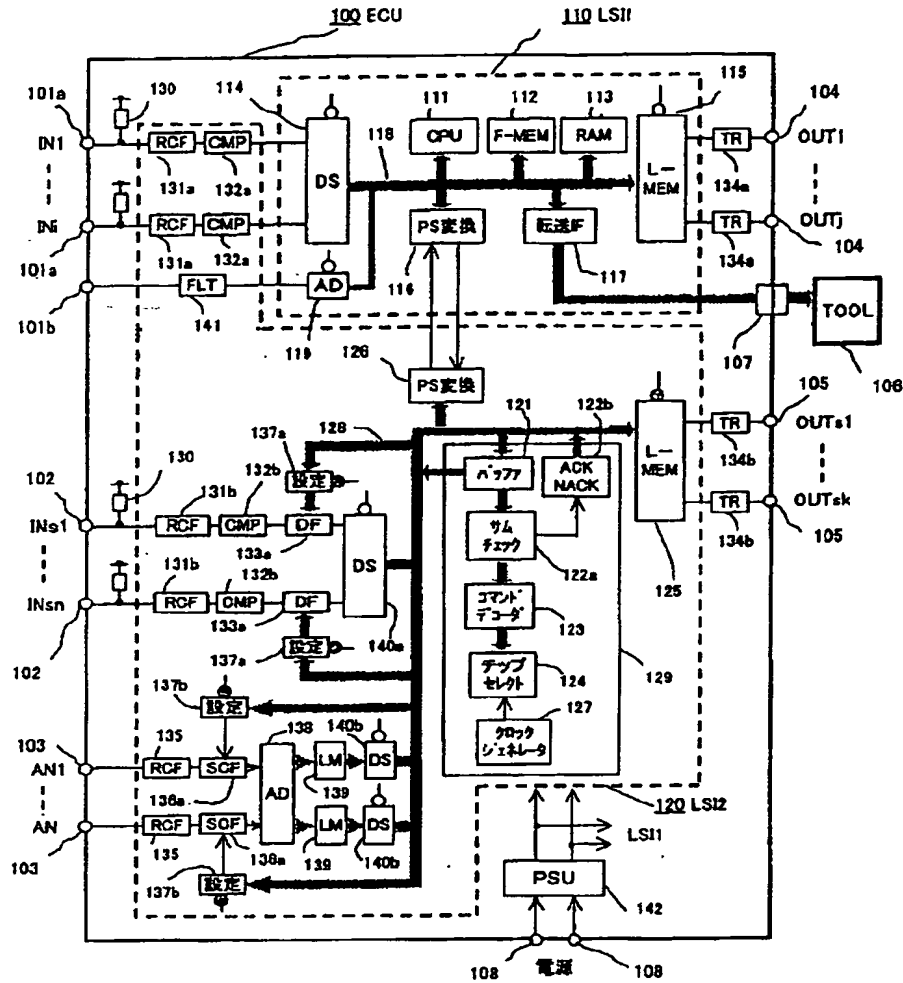 100 ECU
110 LSI1
101a
130
114
111
112
113
115
104
IN1
RCF
CMP
CPU
F-MEM
RAM
TR
OUT1
131a
132a
118
DS
L-
MEM
134a
INi
RCF
CMP
PS変換
転送IF
TR
OUTj
101a
131a
132a
116
117
134a
104
FLT
AD
101b
141
119
107
TOOL
106
126
PS変換
121
122b
105
128
137a
TR
OUTs1
設定
バッファ
ACK
NACK
L-
MEM
134b
102
130
131b
132b
INs1
RCF
CMP
DF
サム
チェック
TR
OUTsk
133a
DS
134b
105
131b
132b
122a
125
INsn
RCF
CMP
DF
コマンド
デコーダ
123
133a
102
137a
設定
140a
チップ
セレクト
124
129
137b
設定
127
138
140b
クロック
ジェネレータ
103
135
AN1
RCF
SCF
AD
LM
DS
136a
139
120 LSI2
AN
RCF
SCF
LM
DS
LSI1
103
135
136a
139
140b
137b
設定
PSU
142
108
電源
108